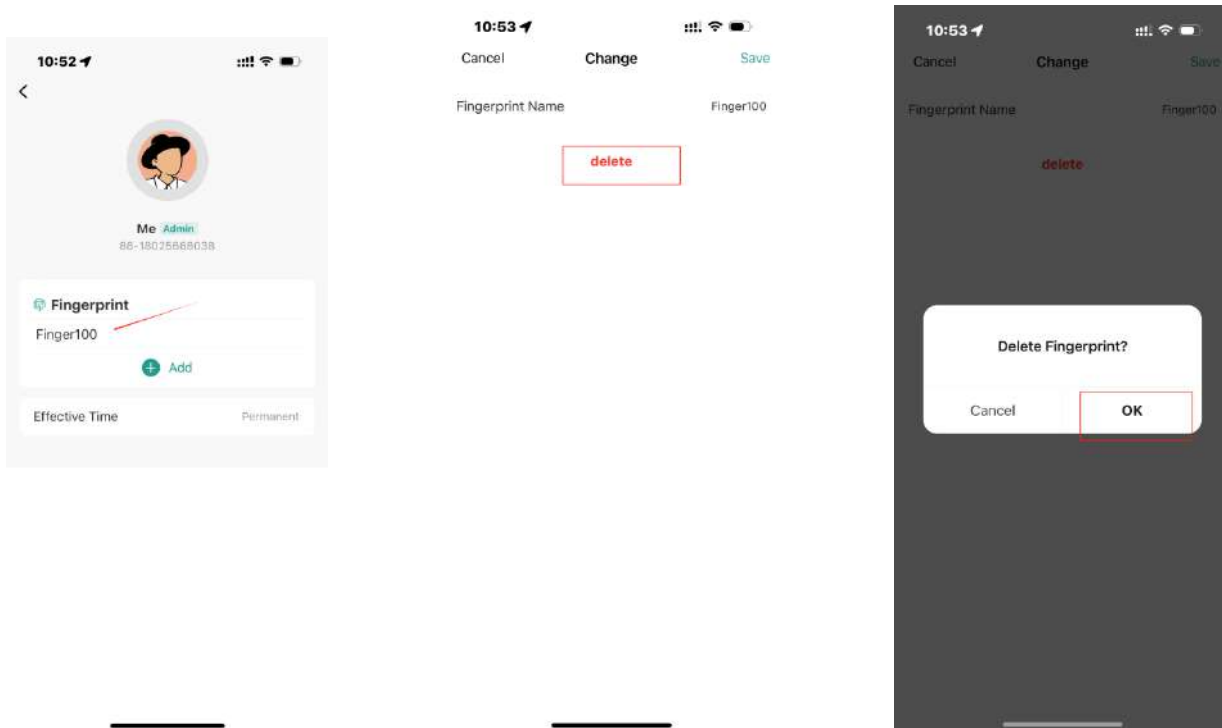 10:52
Me Admin
86-18025668038
Fingerprint
Finger100
Add
Effective Time Permanent
10:53
Cancel Change Save
Fingerprint Name Finger100
delete
10:53
Cancel Change Save
Fingerprint Name Finger100
delete
Delete Fingerprint?
Cancel OK